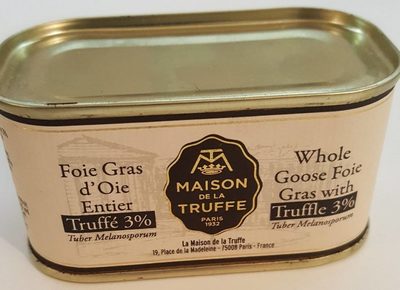 Foie Gras
d'Oie
Entier
Truffé 3%
Tuber Melanosporum
MAISON
DE LA
TRUFFE
PARIS
1932
Whole
Goose Foie
Gras with
Truffle 3%
Tuber Melanosporum
La Maison de la Truffe
19, Place de la Madeleine - 75008 Paris - France